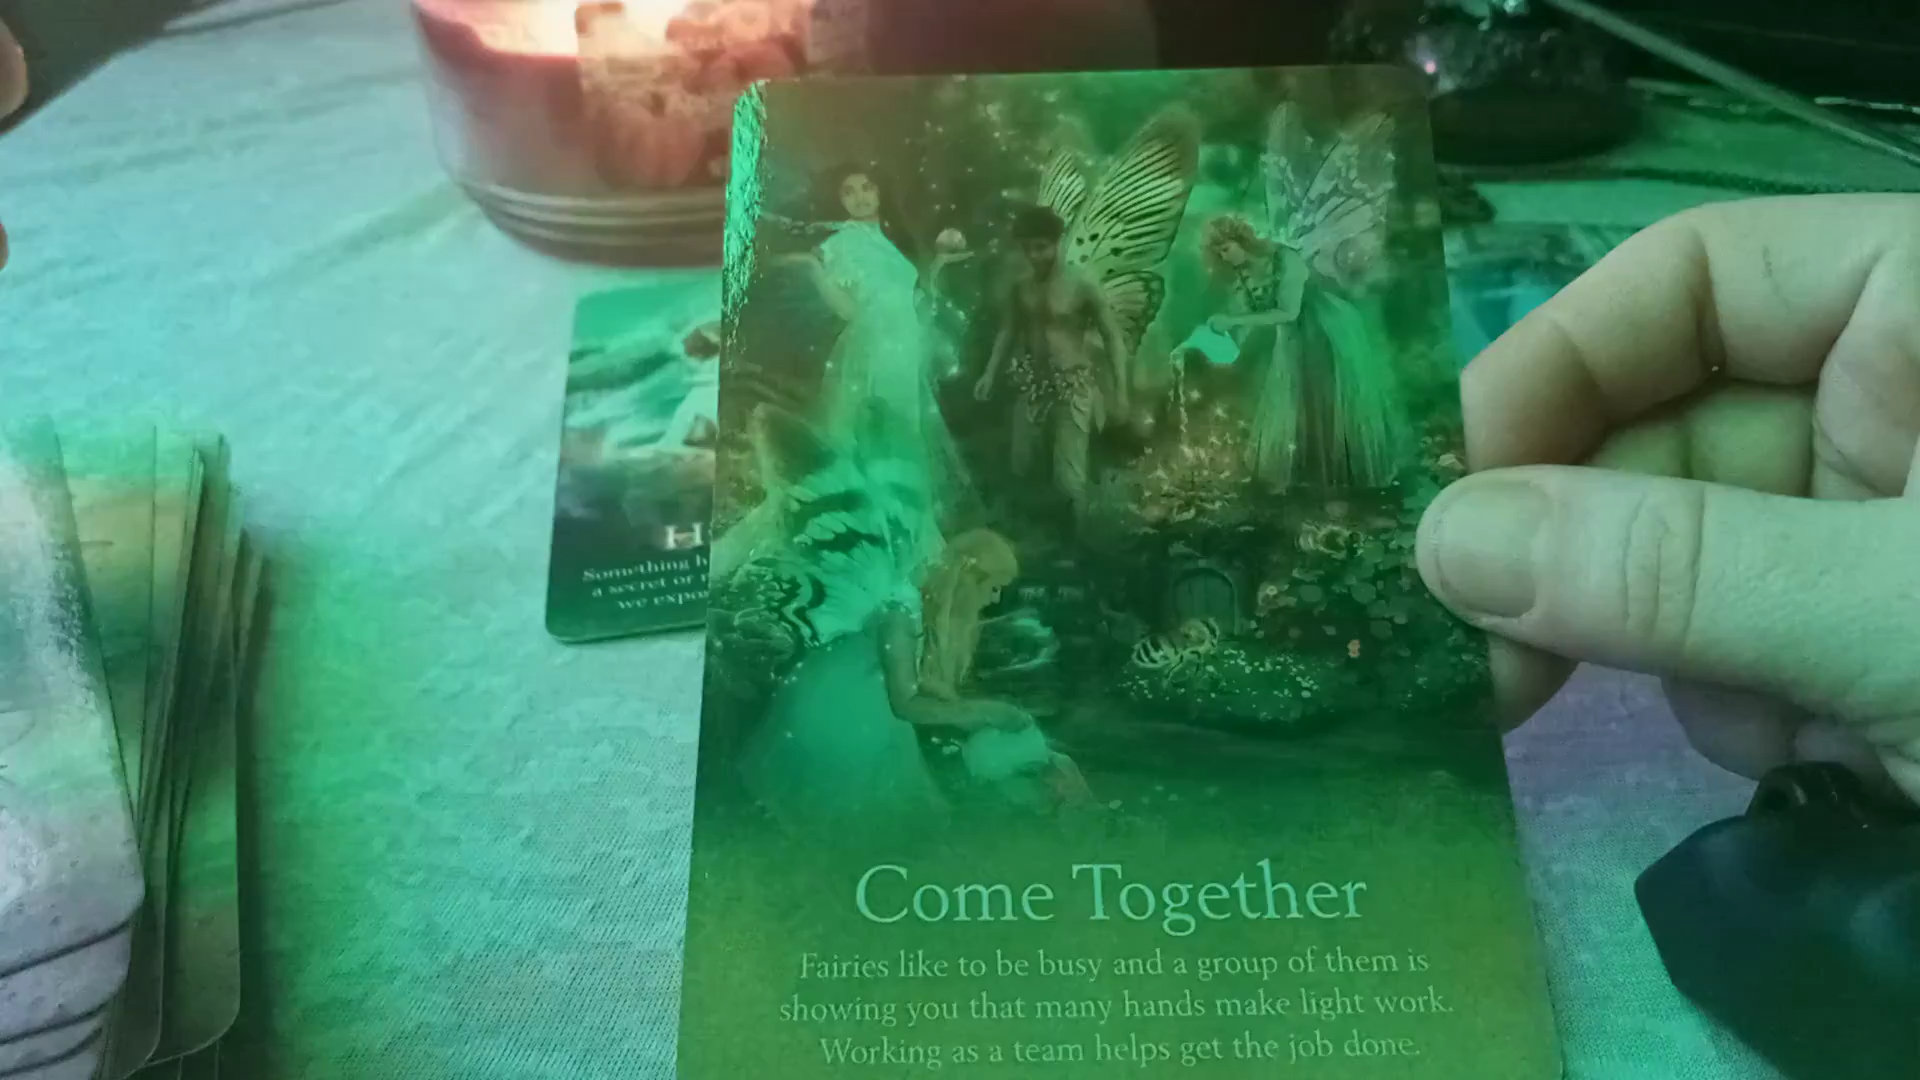 Come Together
Fairies like to be busy and a group of them is
showing you that many hands make light work.
Working as a team helps get the job done.
H
Something
a secret or
we